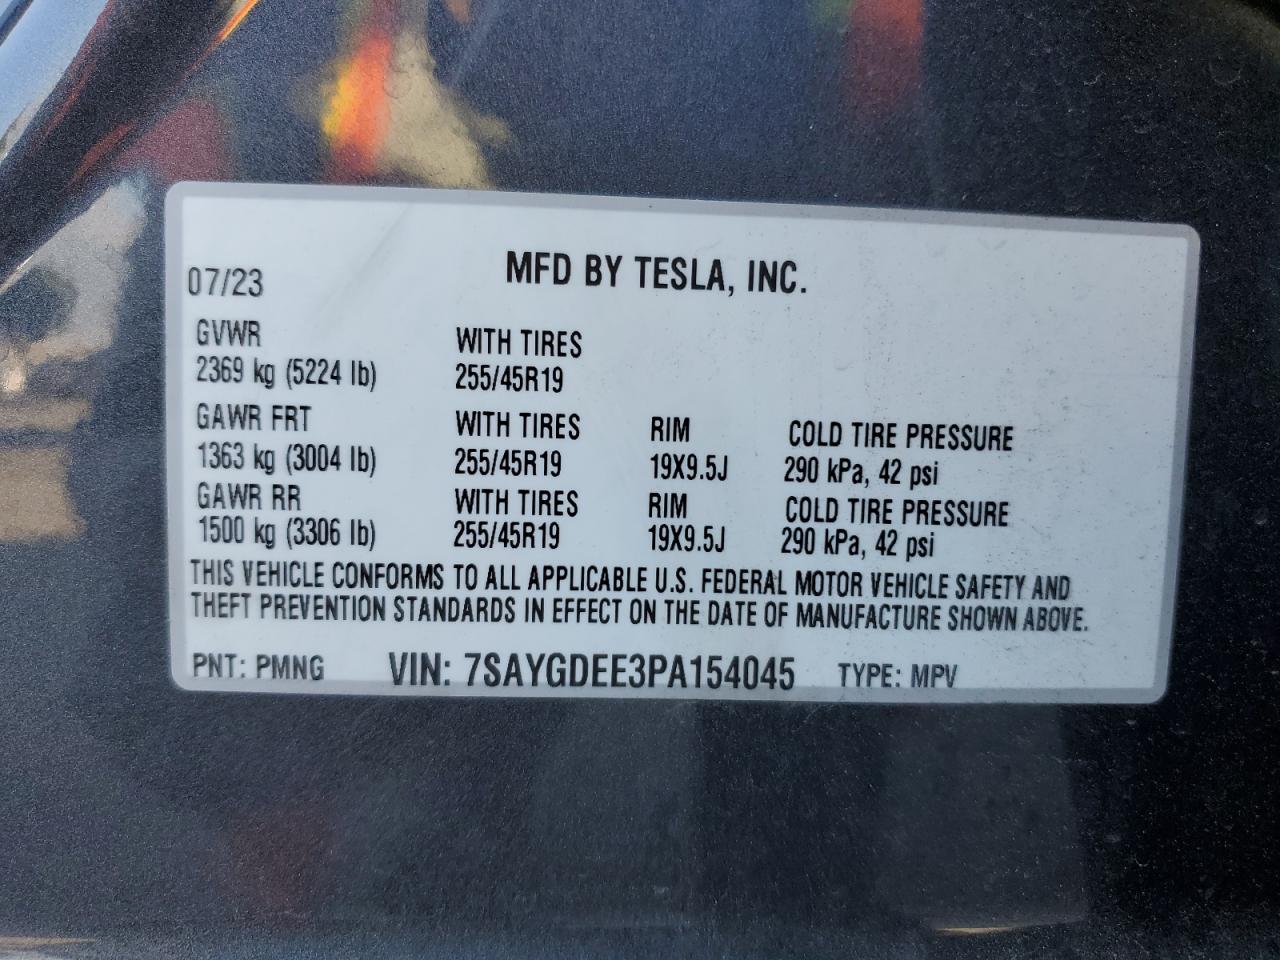 MFD BY TESLA, INC.
07/23
GVWR WITH TIRES
2369 kg (5224 lb) 255/45R19
GAWR FRT WITH TIRES RIM COLD TIRE PRESSURE
1363 kg (3004 lb) 255/45R19 19X9.5J 290 kPa, 42 psi
GAWR RR WITH TIRES RIM COLD TIRE PRESSURE
1500 kg (3306 lb) 255/45R19 19X9.5J 290 kPa, 42 psi
THIS VEHICLE CONFORMS TO ALL APPLICABLE U.S. FEDERAL MOTOR VEHICLE SAFETY AND
THEFT PREVENTION STANDARDS IN EFFECT ON THE DATE OF MANUFACTURE SHOWN ABOVE.
PNT: PMNG VIN: 7SAYGDEE3PA154045 TYPE: MPV